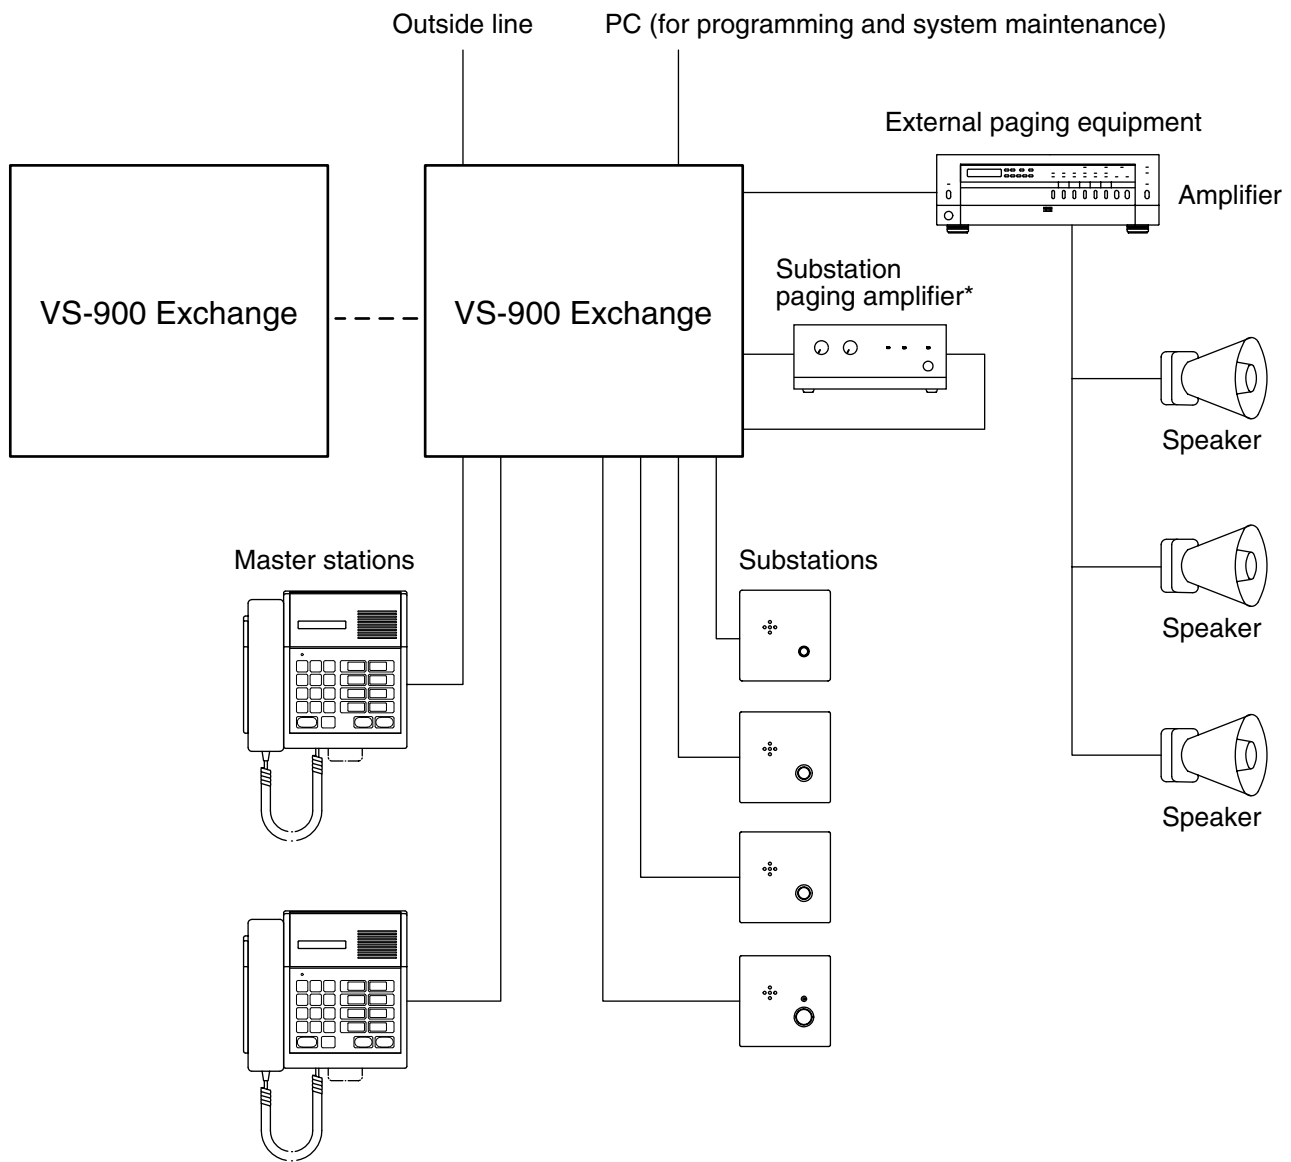 Outside line
PC (for programming and system maintenance)
External paging equipment
Amplifier
VS-900 Exchange
VS-900 Exchange
Substation
paging amplifier*
Speaker
Master stations
Substations
Speaker
Speaker